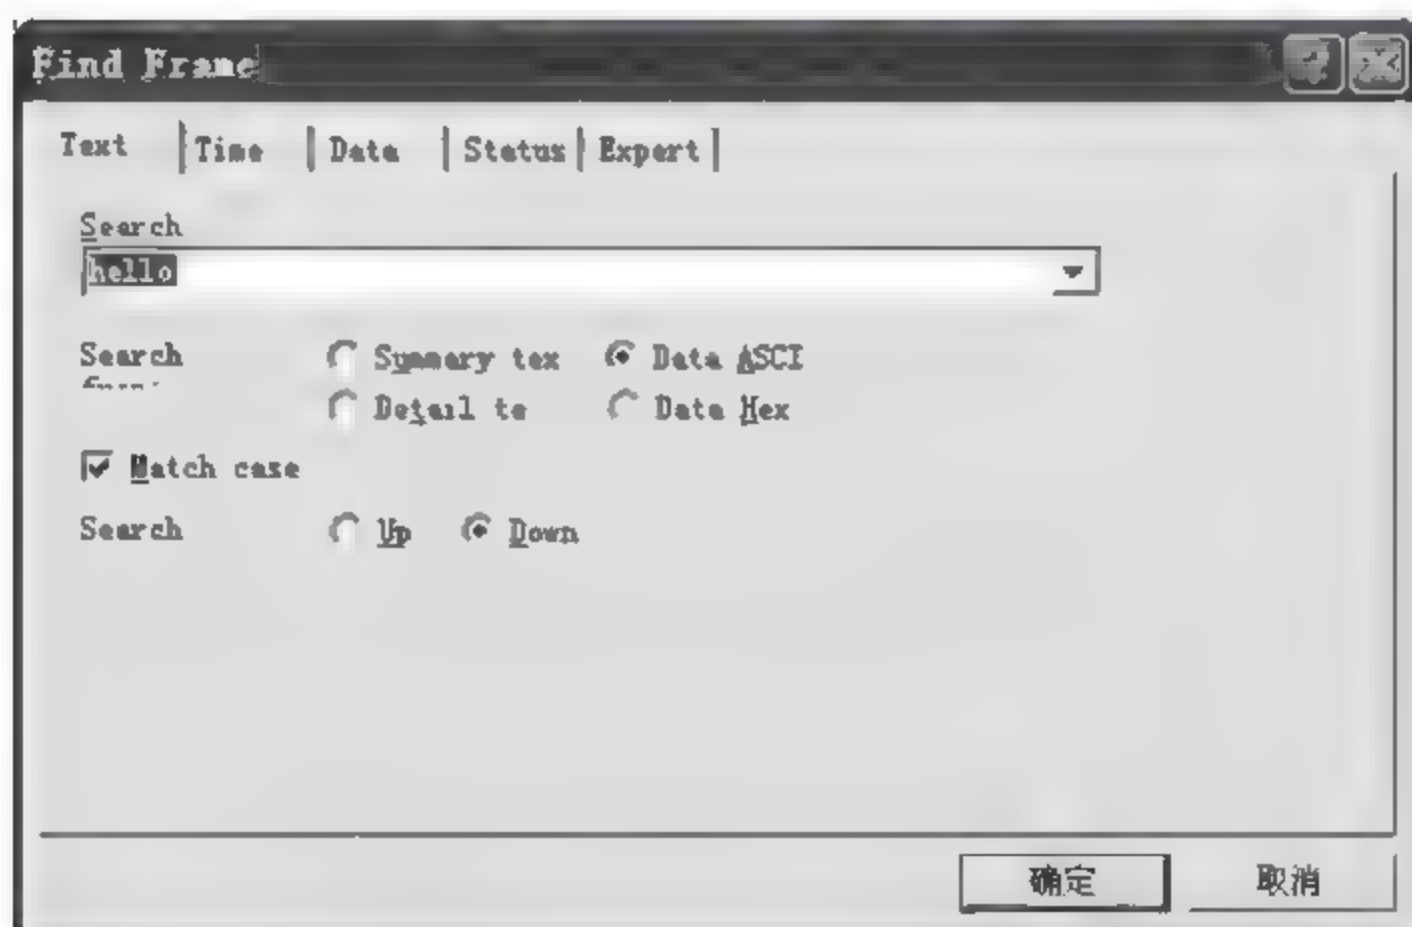 Find Frame
Text Time Data Status Expert
Search
hello
Search Summary tex Data ASCI
Detail te Data Hex
Match case
Search Up Down
确定 取消